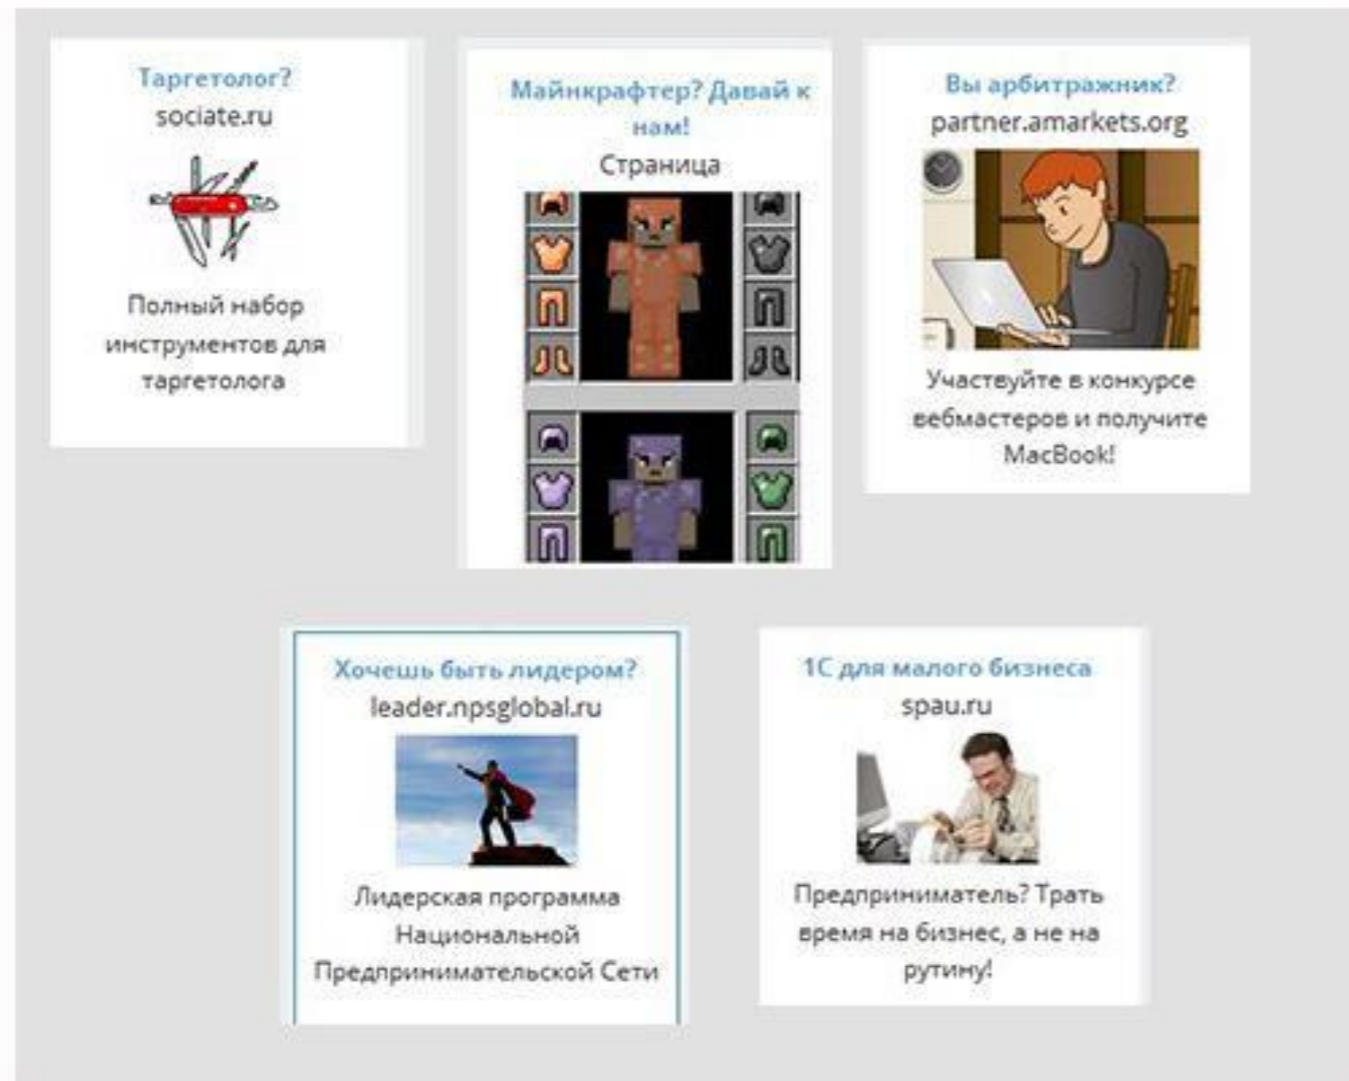 Таргетолог?
sociate.ru
Полный набор
инструментов для
таргетолога
Майнкрафтер? Давай к
нам!
Страница
Вы арбитражник?
partner.amarkets.org
Участвуйте в конкурсе
вебмастеров и получите
MacBook!
Хочешь быть лидером?
leader.npsglobal.ru
Лидерская программа
Национальной
Предпринимательской Сети
1С для малого бизнеса
spau.ru
Предприниматель? Трать
время на бизнес, а не на
рутину!